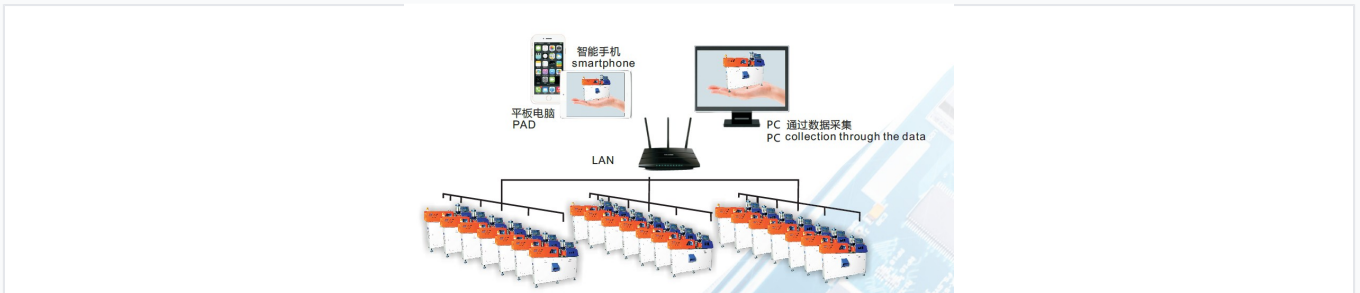 智能手机
smartphone
平板电脑
PAD
PC 通过数据采集
PC collection through the data
LAN